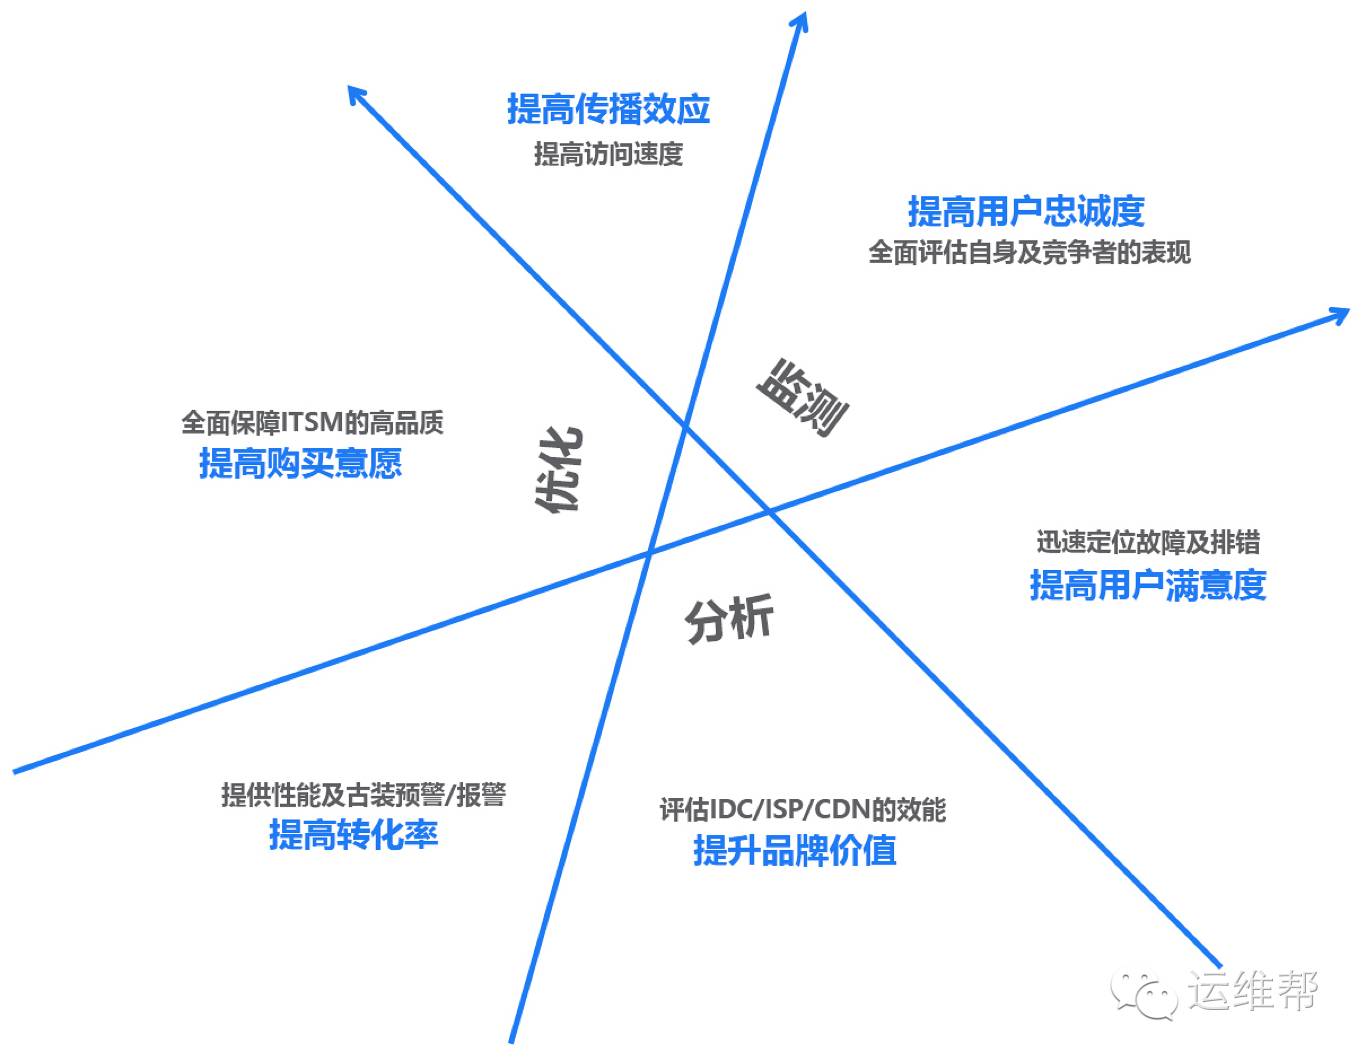 提高传播效应
提高访问速度
提高用户忠诚度
全面评估自身及竞争者的表现
监测
全面保障ITSM的高品质
提高购买意愿
优化
迅速定位故障及排错
提高用户满意度
分析
提供性能及古装预警/报警
提高转化率
评估IDC/ISP/CDN的效能
提升品牌价值
运维帮